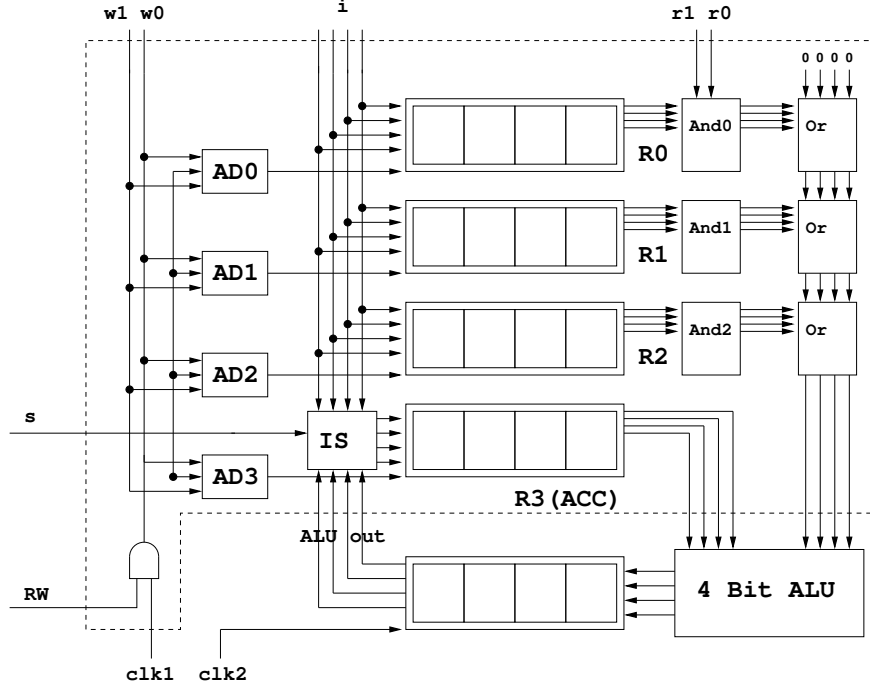 w1 w0
i
r1 r0
0 0 0 0
And0
Or
R0
AD0
And1
Or
R1
AD1
And2
Or
R2
AD2
s
IS
AD3
R3(ACC)
ALU out
4 Bit ALU
RW
clk1
clk2